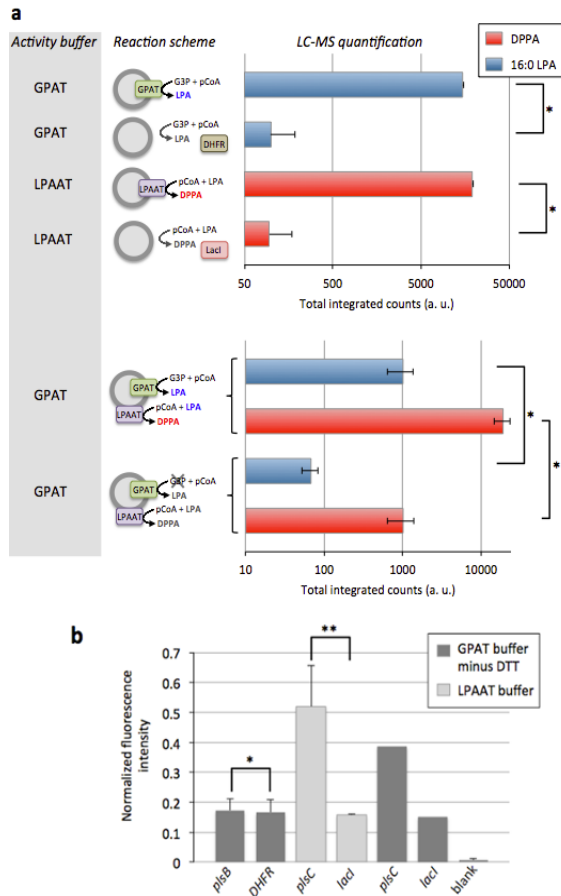 a
Activity buffer Reaction scheme LC-MS quantification
DPPA
16:0 LPA
GPAT
GPAT
G3P + pCoA
LPA
*
GPAT
G3P + pCoA
LPA
DHFR
LPAAT
LPAAT
pCoA + LPA
DPPA
*
LPAAT
pCoA + LPA
DPPA
LacI
50 500 5000 50000
Total integrated counts (a. u.)
GPAT
GPAT
G3P + pCoA
LPA
LPAAT
pCoA + LPA
DPPA
*
*
GPAT
GPAT
G3P + pCoA
LPA
LPAAT
pCoA + LPA
DPPA
10 100 1000 10000
Total integrated counts (a. u.)
b
Normalized fluorescence
intensity
0.7
0.6
0.5
0.4
0.3
0.2
0.1
0
*
**
GPAT buffer
minus DTT
LPAAT buffer
plsB DHFR plsC lacI plsC lacI blank